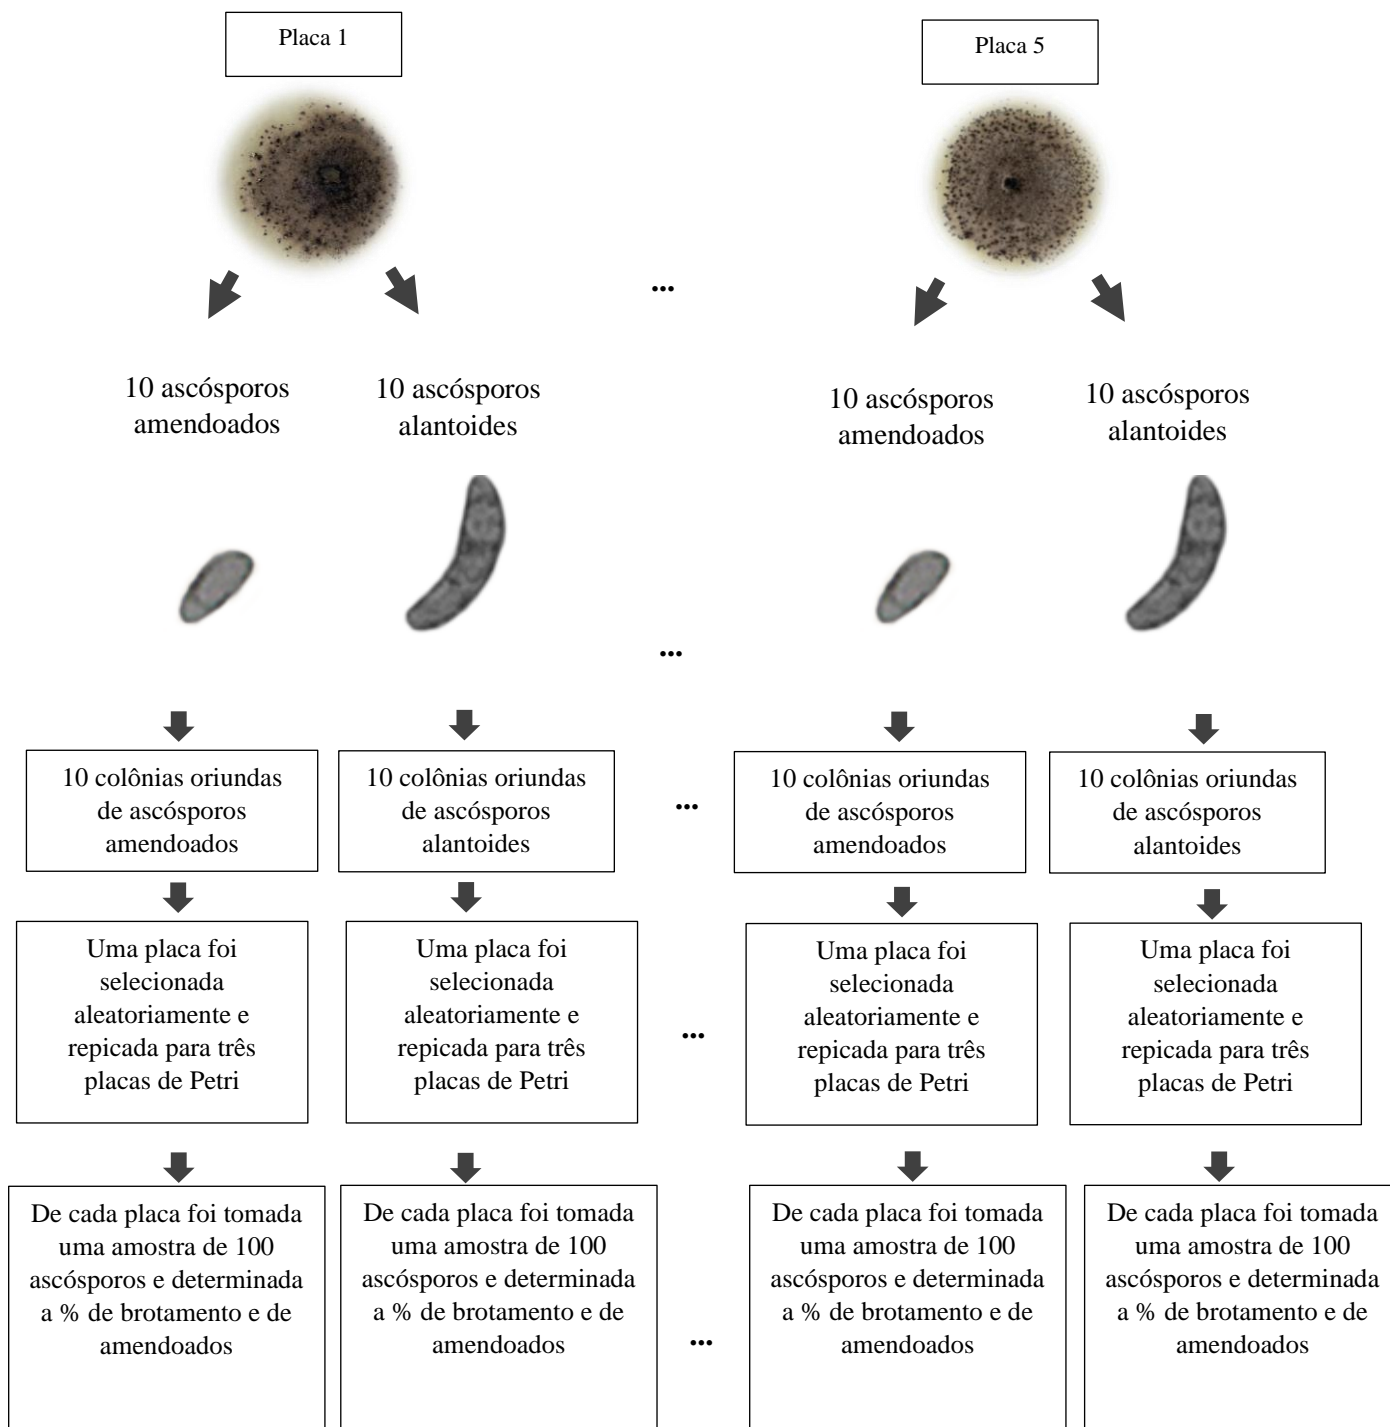 Placa 1
Placa 5
...
10 ascósporos
amendoados
10 ascósporos
alantoides
10 ascósporos
amendoados
10 ascósporos
alantoides
...
10 colônias oriundas
de ascósporos
amendoados
10 colônias oriundas
de ascósporos
alantoides
...
10 colônias oriundas
de ascósporos
amendoados
10 colônias oriundas
de ascósporos
alantoides
Uma placa foi
selecionada
aleatoriamente e
repicada para três
placas de Petri
Uma placa foi
selecionada
aleatoriamente e
repicada para três
placas de Petri
...
Uma placa foi
selecionada
aleatoriamente e
repicada para três
placas de Petri
Uma placa foi
selecionada
aleatoriamente e
repicada para três
placas de Petri
De cada placa foi tomada
uma amostra de 100
ascósporos e determinada
a % de brotamento e de
amendoados
De cada placa foi tomada
uma amostra de 100
ascósporos e determinada
a % de brotamento e de
amendoados
...
De cada placa foi tomada
uma amostra de 100
ascósporos e determinada
a % de brotamento e de
amendoados
De cada placa foi tomada
uma amostra de 100
ascósporos e determinada
a % de brotamento e de
amendoados